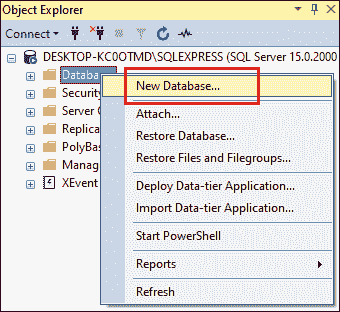 Object Explorer
Connect
DESKTOP-KC0OTMD\SQLEXPRESS (SQL Server 15.0.2000
Databa
New Database...
Security
Attach...
Server O
Restore Database...
Replica
Restore Files and Filegroups...
PolyBas
Manag
Deploy Data-tier Application...
XEvent
Import Data-tier Application...
Start PowerShell
Reports
Refresh